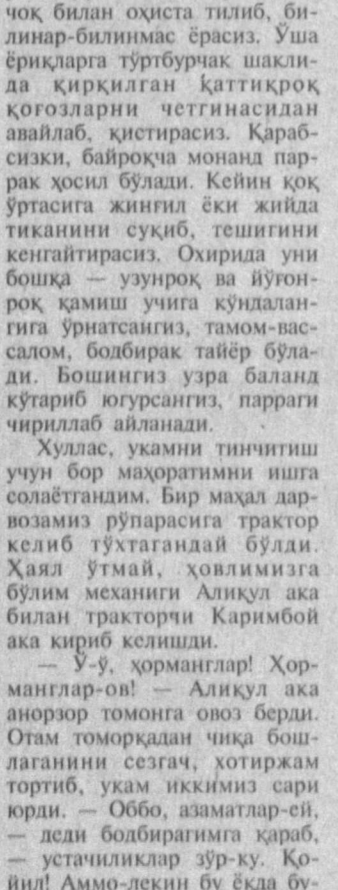 чоқ билан оҳиста тилиб, би-
линар-билинмас ёрасиз. Ўша
ёриқларга тўртбурчак шакли-
да қирқилган қаттиқроқ
қоғозларни четгинасидан
авайлаб, қистирасиз. Қараб-
сизки, байроқча монанд пар-
рак ҳосил бўлади. Кейин қоқ
ўртасига жинғил ёки жийда
тиканини суқиб, тешигини
кенгайтирасиз. Охирида уни
бошқа — узунроқ ва йўғон-
роқ қамиш учига кўндалан-
гига ўрнатсангиз, тамом-вас-
салом, бодбирак тайёр бўла-
ди. Бошингиз узра баланд
кўтариб югурсангиз, парраги
чириллаб айланади.
Хуллас, укамни тинчитиш
учун бор маҳоратимни ишга
солаётгандим. Бир маҳал дар-
возамиз рўпарасига трактор
келиб тўхтагандай бўлди.
Ҳаял ўтмай, ҳовлимизга
бўлим механиги Алиқул ака
билан тракторчи Каримбой
ака кириб келишди.
— Ў-ў, ҳорманглар! Ҳор-
манглар-ов! — Алиқул ака
анорзор томонга овоз берди.
Отам томорқадан чиқа бош-
лаганини сезгач, хотиржам
тортиб, укам иккимиз сари
юрди. — Оббо, азаматлар-ей,
— деди бодбирагимга қараб,
— устачиликлар зўр-ку. Қо-
йил! Аммо-лекин бу ёқда бу-